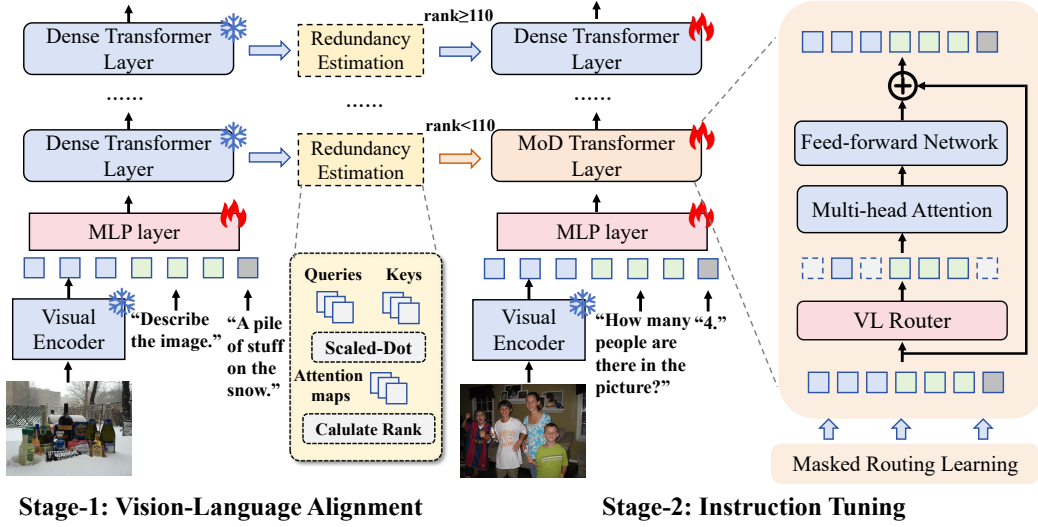 Dense Transformer
Layer
Redundancy
Estimation
rank≥110
Dense Transformer
Layer
......
......
......
Dense Transformer
Layer
Redundancy
Estimation
rank<110
MoD Transformer
Layer
MLP layer
MLP layer
Visual
Encoder
“Describe
the image.”
“A pile
of stuff
on the
snow.”
Queries
Keys
Scaled-Dot
Attention
maps
Calulate Rank
Visual
Encoder
“How many
people are
there in the
picture?”
“4.”
Feed-forward Network
Multi-head Attention
VL Router
Masked Routing Learning
Stage-1: Vision-Language Alignment
Stage-2: Instruction Tuning